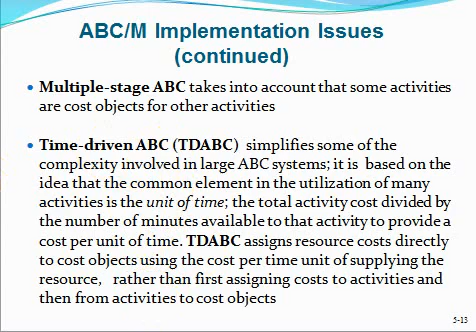 ABC/M Implementation Issues
(continued)
• Multiple-stage ABC takes into account that some activities
are cost objects for other activities
• Time-driven ABC (TDABC) simplifies some of the
complexity involved in large ABC systems; it is based on the
idea that the common element in the utilization of many
activities is the unit of time; the total activity cost divided by
the number of minutes available to that activity to provide a
cost per unit of time. TDABC assigns resource costs directly
to cost objects using the cost per time unit of supplying the
resource, rather than first assigning costs to activities and
then from activities to cost objects
5-13